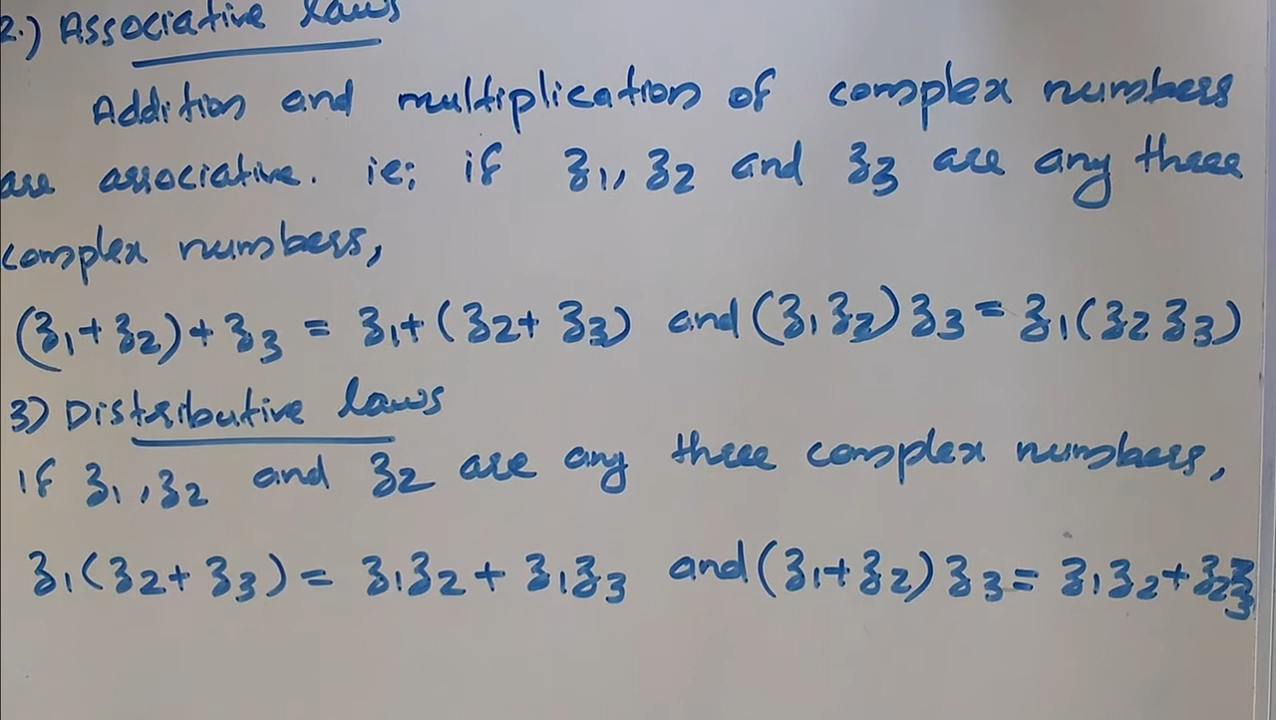 2.) Associative laws
Addition and multiplication of complex numbers
are associative. ie; if z1, z2 and z3 are any three
complex numbers,
(z1+z2)+z3 = z1+(z2+z3) and (z1z2)z3 = z1(z2z3)
3) Distributive laws
If z1, z2 and z2 are any three complex numbers,
z1(z2+z3) = z1z2+z1z3 and (z1+z2)z3 = z1z2+z2z3